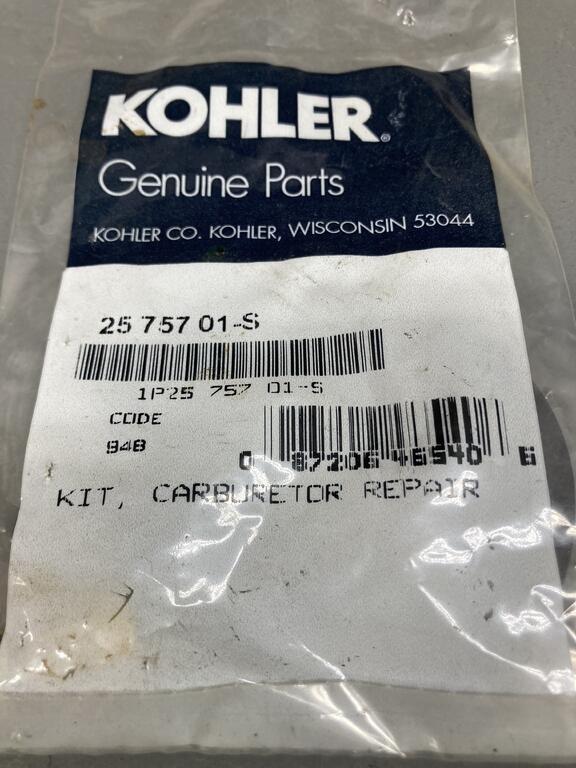 KOHLER®
Genuine Parts
KOHLER CO. KOHLER, WISCONSIN 53044
25 757 01-S
1P25 757 01-S
CODE
948
0 87206 46540 6
KIT, CARBURETOR REPAIR